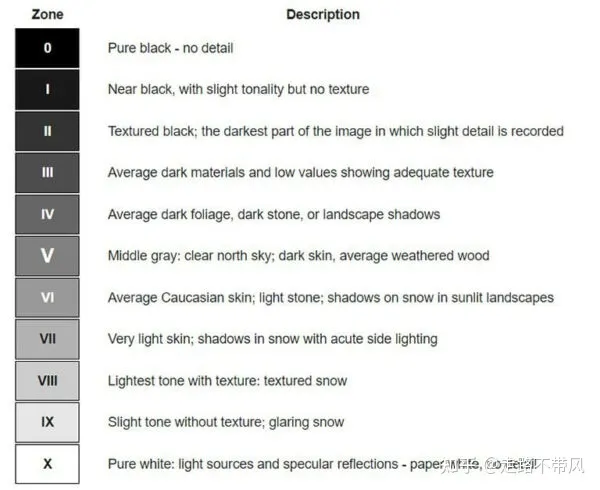 Zone Description
0 Pure black - no detail
I Near black, with slight tonality but no texture
II Textured black; the darkest part of the image in which slight detail is recorded
III Average dark materials and low values showing adequate texture
IV Average dark foliage, dark stone, or landscape shadows
V Middle gray: clear north sky; dark skin, average weathered wood
VI Average Caucasian skin; light stone; shadows on snow in sunlit landscapes
VII Very light skin; shadows in snow with acute side lighting
VIII Lightest tone with texture: textured snow
IX Slight tone without texture; glaring snow
X Pure white: light sources and specular reflections - paper white, no detail
知乎 @走路不带风